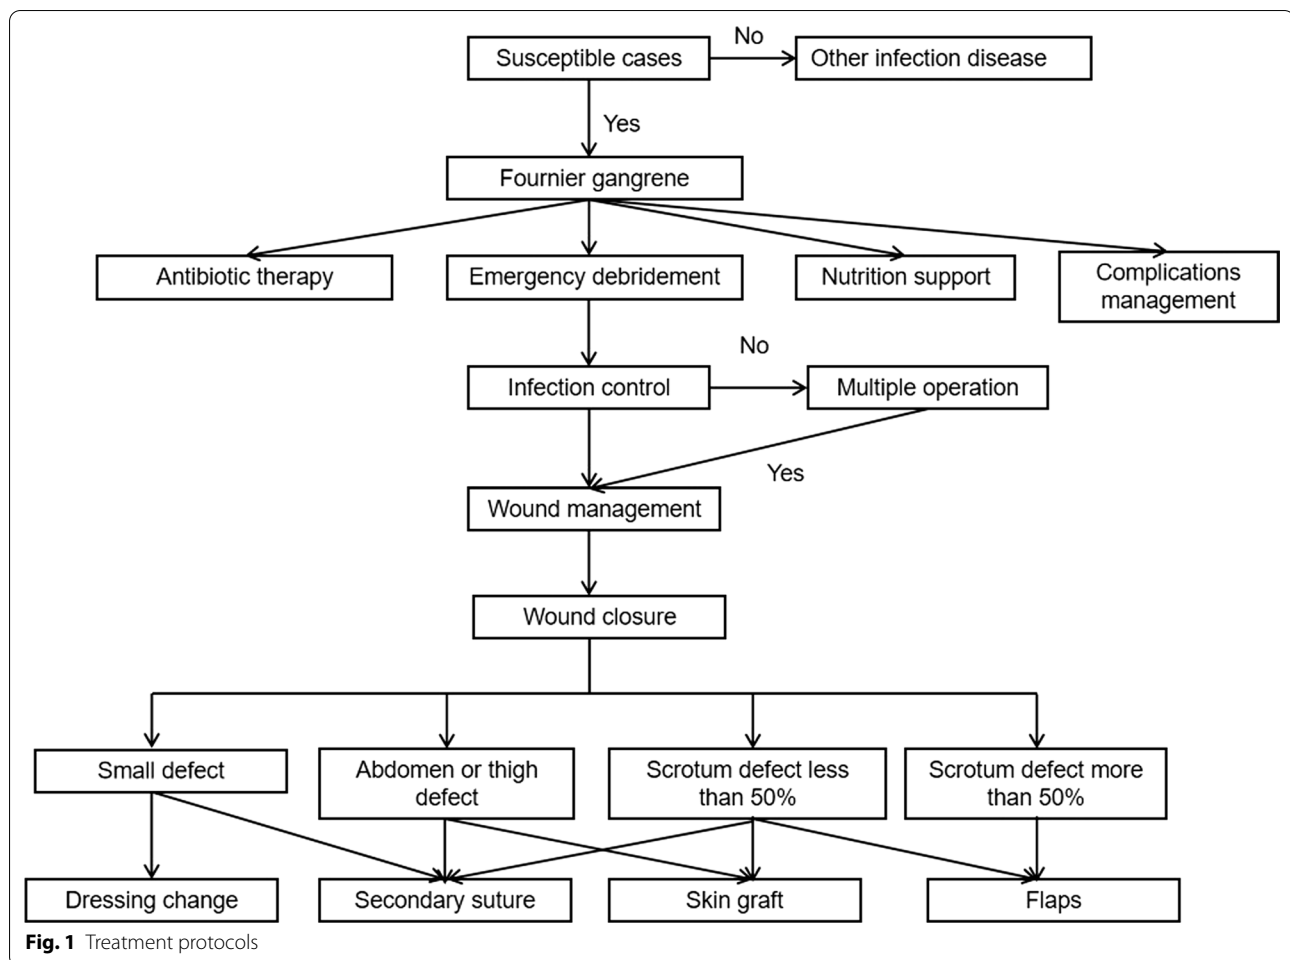 Susceptible cases
No
Other infection disease
Yes
Fournier gangrene
Antibiotic therapy
Emergency debridement
Nutrition support
Complications
management
No
Infection control
Multiple operation
Yes
Wound management
Wound closure
Small defect
Abdomen or thigh
defect
Scrotum defect less
than 50%
Scrotum defect more
than 50%
Dressing change
Secondary suture
Skin graft
Flaps
Fig. 1 Treatment protocols